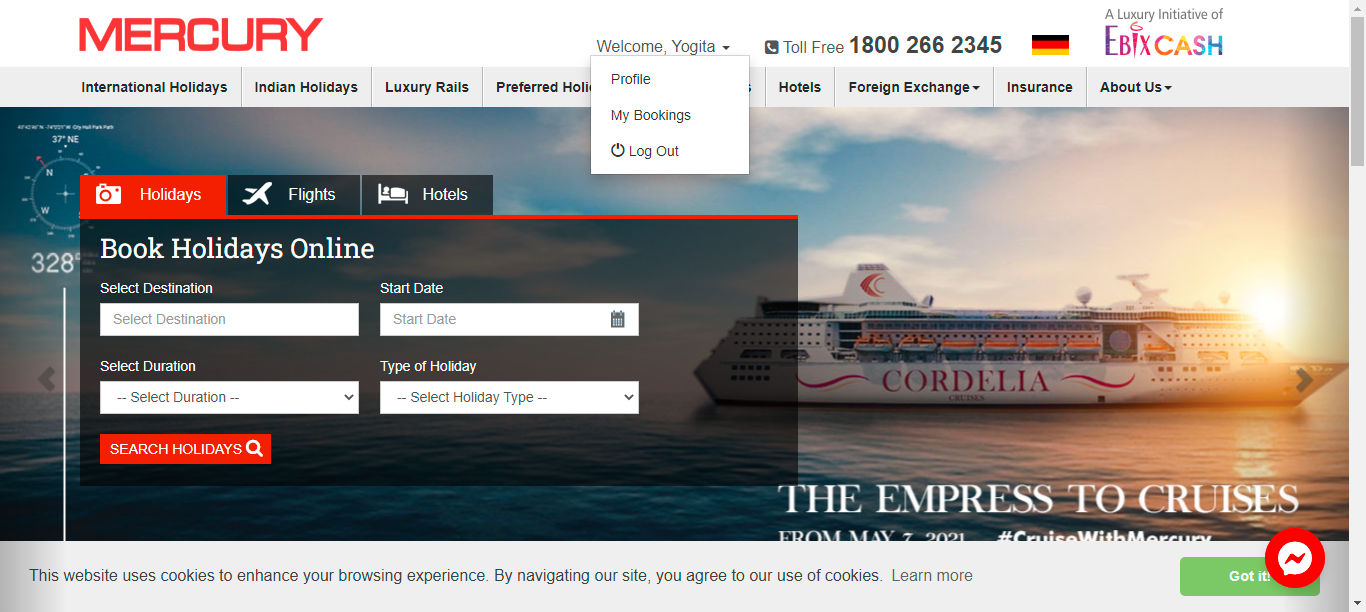 MERCURY
Welcome, Yogita
Toll Free 1800 266 2345
A Luxury Initiative of
EBIXCASH
International Holidays
Indian Holidays
Luxury Rails
Preferred Holi
s
Hotels
Foreign Exchange
Insurance
About Us
Profile
My Bookings
Log Out
37° NE
N
W
S
328°
Holidays
Flights
Hotels
Book Holidays Online
Select Destination
Start Date
Select Destination
Start Date
Select Duration
Type of Holiday
-- Select Duration --
-- Select Holiday Type --
SEARCH HOLIDAYS
CORDELIA
CRUISES
THE EMPRESS TO CRUISES
FROM MAY 7, 2021 #CruiseWithMercury
This website uses cookies to enhance your browsing experience. By navigating our site, you agree to our use of cookies. Learn more
Got it!